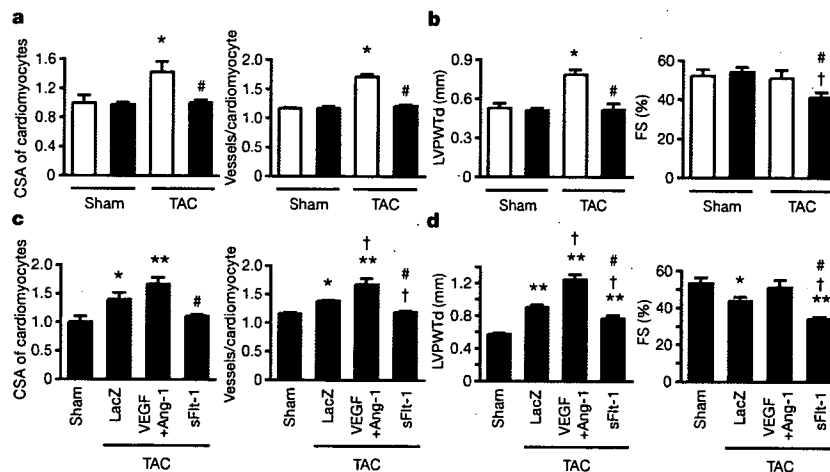 a
CSA of cardiomyocytes
1.6
1.2
0.8
0.4
0
*
#
Sham
TAC
Vessels/cardiomyocyte
2.0
1.5
1.0
0.5
0
*
#
Sham
TAC
b
LVPWTd (mm)
0.9
0.6
0.3
0
*
#
Sham
TAC
FS (%)
60
40
20
0
#
†
Sham
TAC
c
CSA of cardiomyocytes
2.0
1.5
1.0
0.5
0
*
**
#
Sham
LacZ
VEGF
+Ang-1
sFlt-1
TAC
Vessels/cardiomyocyte
2.0
1.5
1.0
0.5
0
*
†
**
#
†
Sham
LacZ
VEGF
+Ang-1
sFlt-1
TAC
d
LVPWTd (mm)
1.2
0.8
0.4
0
**
†
**
#
†
**
Sham
LacZ
VEGF
+Ang-1
sFlt-1
TAC
FS (%)
60
40
20
0
*
#
†
**
Sham
LacZ
VEGF
+Ang-1
sFlt-1
TAC